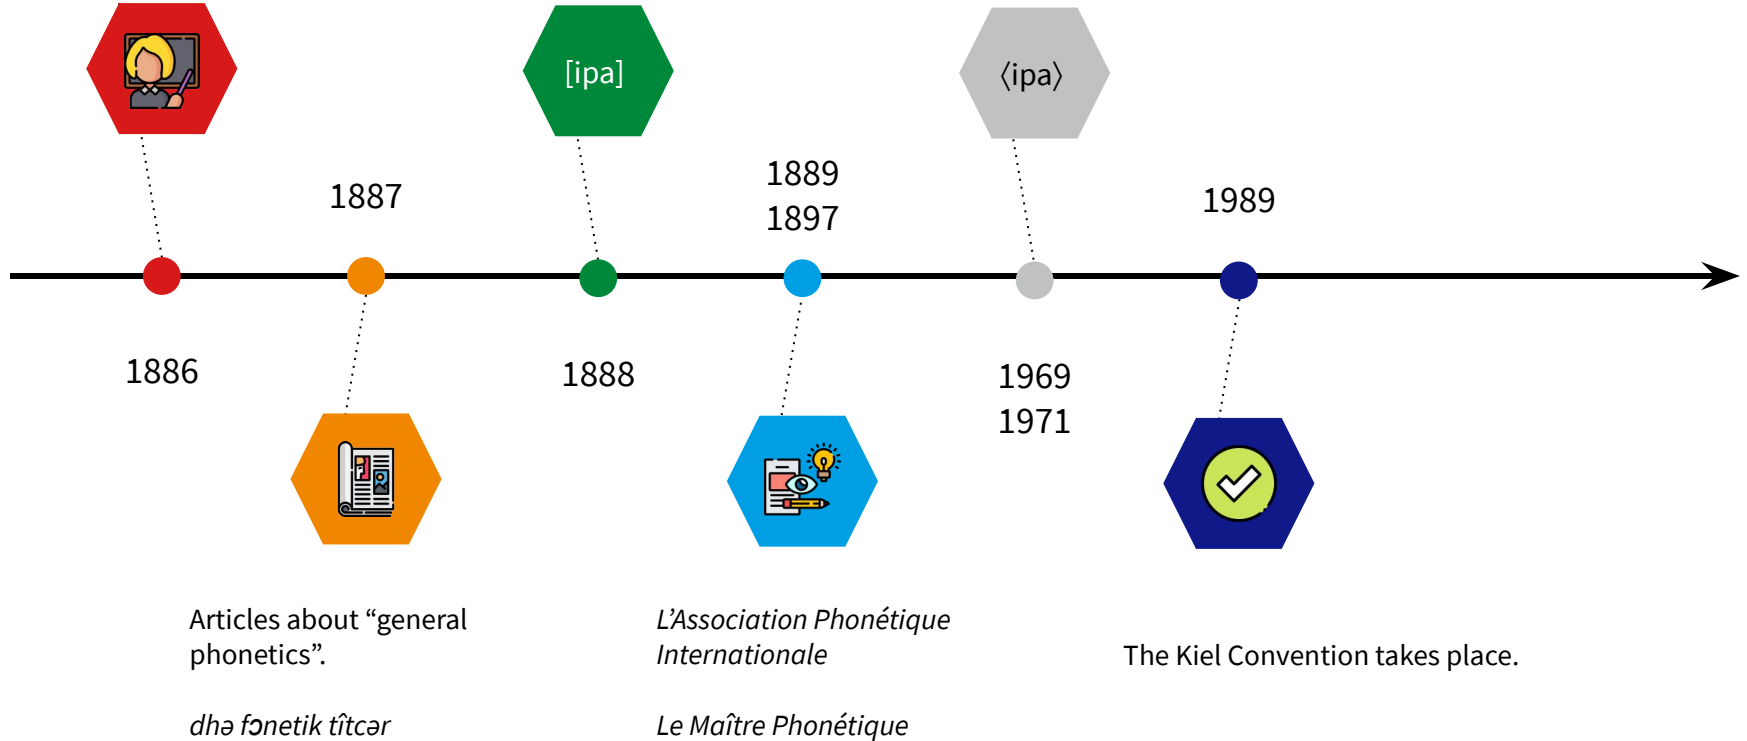 [ipa]
⟨ipa⟩
1887
1889
1897
1989
1886
1888
1969
1971
Articles about “general
phonetics”.
dhə fɔnetik tîtcər
L’Association Phonétique
Internationale
Le Maître Phonétique
The Kiel Convention takes place.